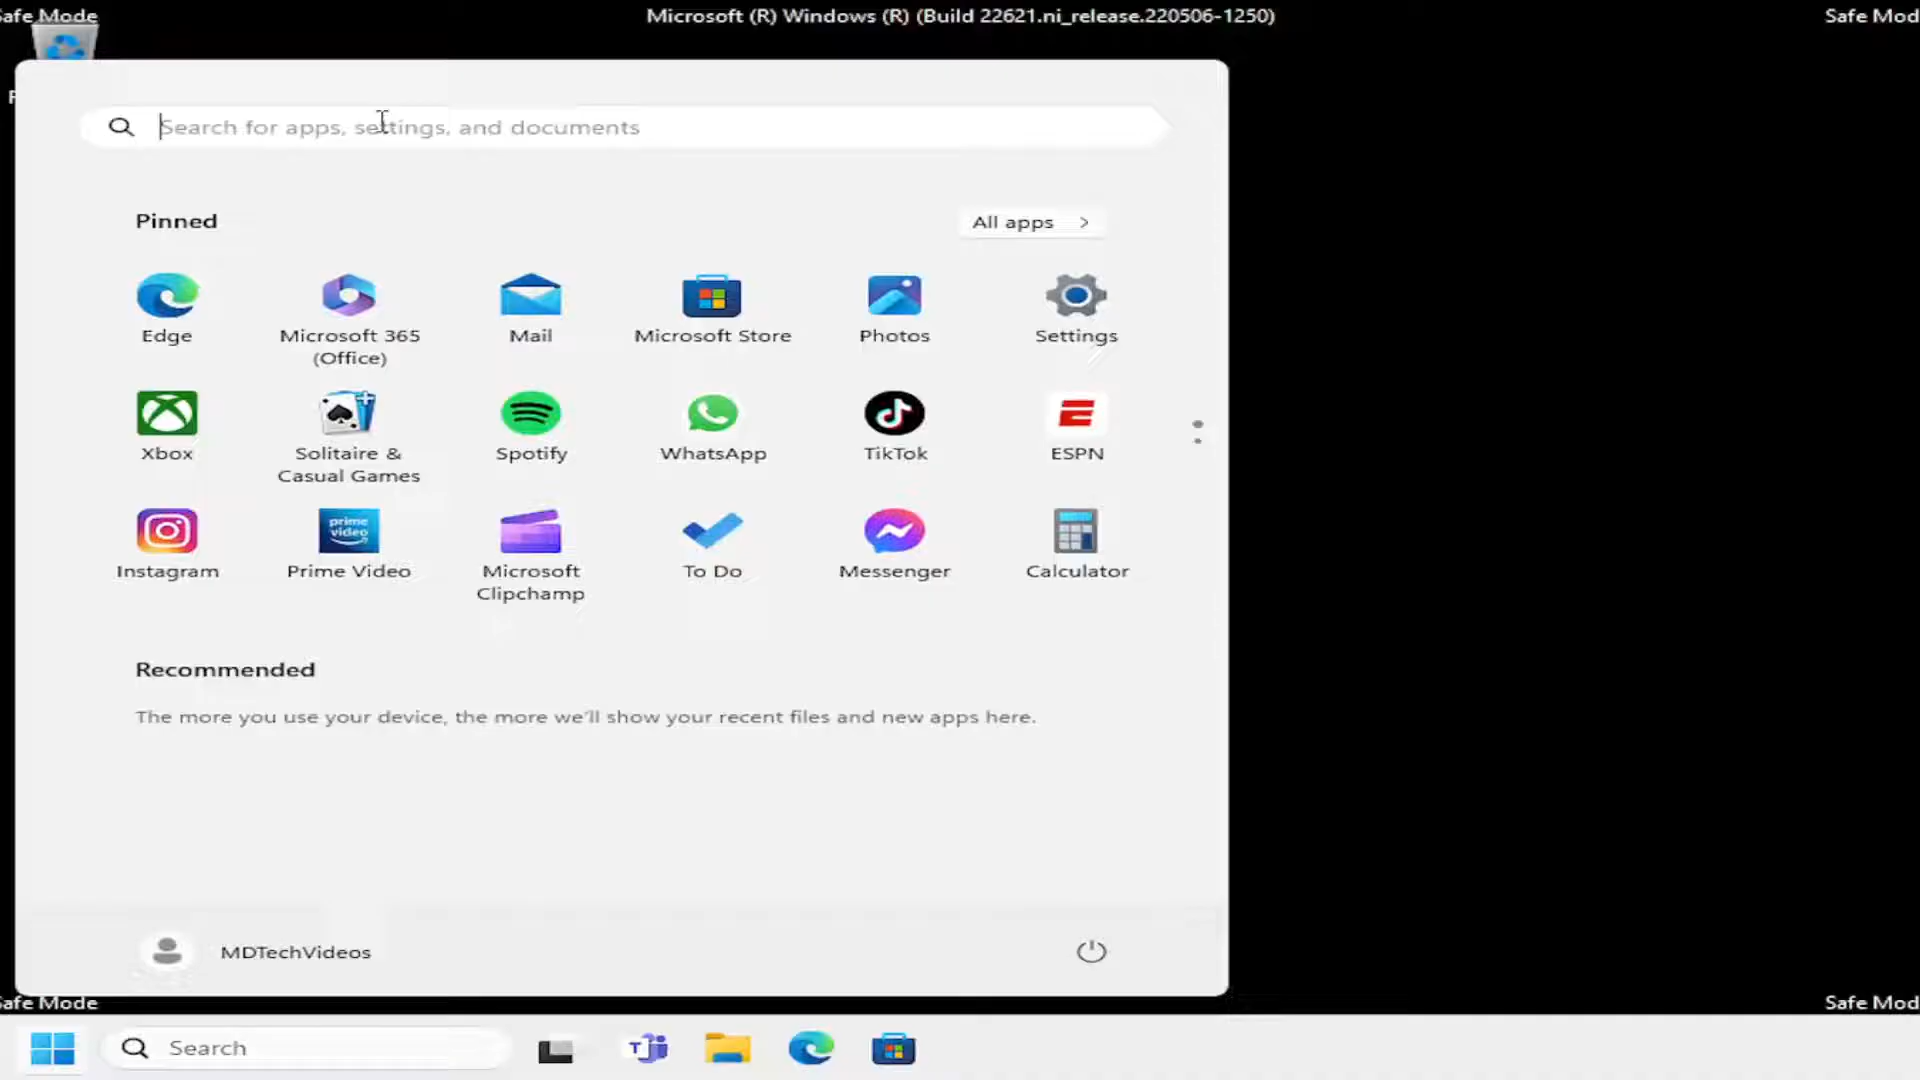 afe Mode
Microsoft (R) Windows (R) (Build 22621.ni_release.220506-1250)
Safe Mod
Search for apps, settings, and documents
Pinned
All apps >
Edge
Microsoft 365
(Office)
Mail
Microsoft Store
Photos
Settings
Xbox
Solitaire &
Casual Games
Spotify
WhatsApp
TikTok
ESPN
Instagram
prime
video
Prime Video
Microsoft
Clipchamp
To Do
Messenger
Calculator
Recommended
The more you use your device, the more we'll show your recent files and new apps here.
MDTechVideos
afe Mode
Safe Mod
Search